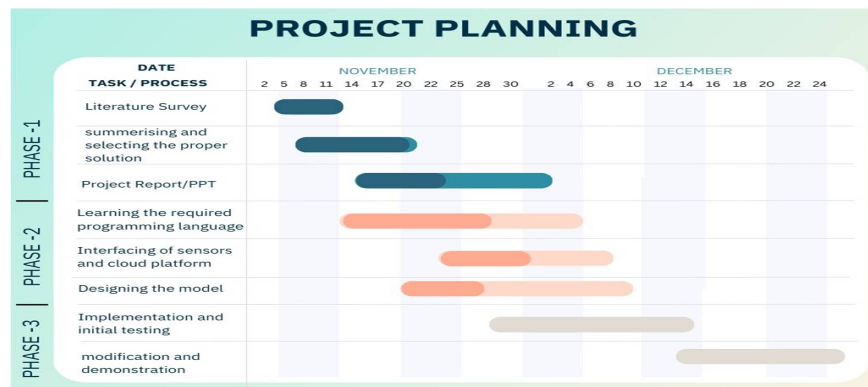 PROJECT PLANNING
DATE
NOVEMBER
DECEMBER
TASK / PROCESS
2 5 8 11 14 17 20 22 25 28 30 2 4 6 8 10 12 14 16 18 20 22 24
PHASE -1
Literature Survey
summerising and
selecting the proper
solution
Project Report/PPT
PHASE -2
Learning the required
programming language
Interfacing of sensors
and cloud platform
Designing the model
PHASE -3
Implementation and
initial testing
modification and
demonstration